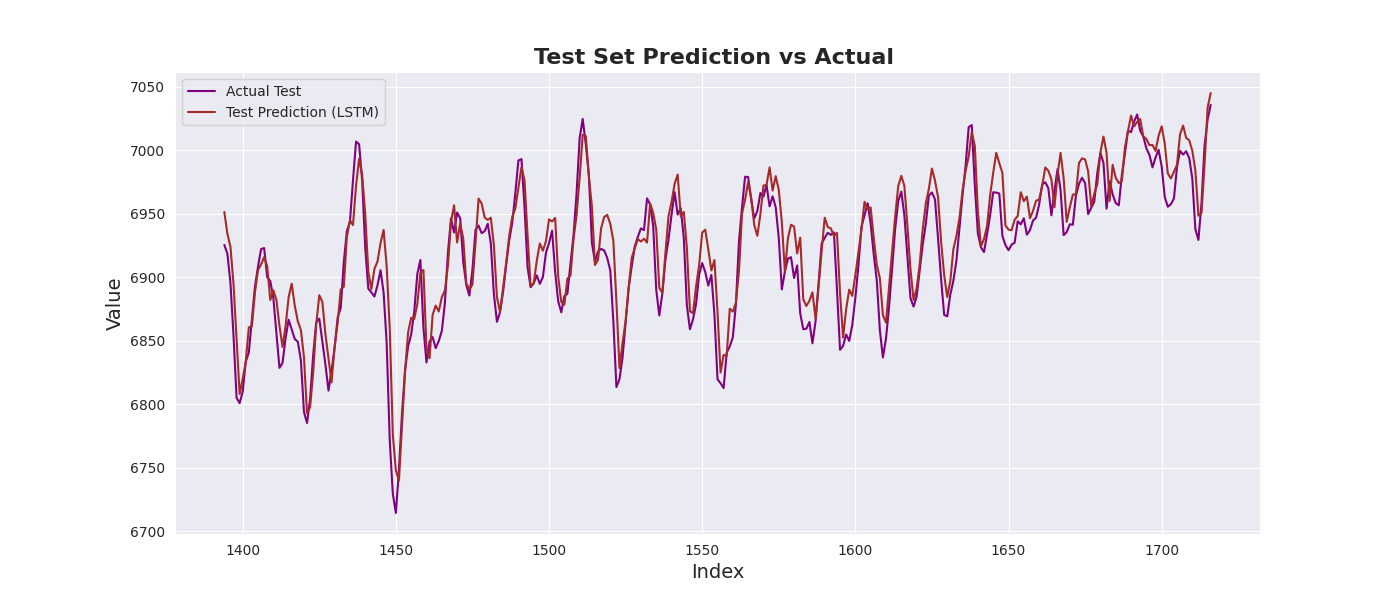 Test Set Prediction vs Actual
Actual Test
Test Prediction (LSTM)
Value
7050
7000
6950
6900
6850
6800
6750
6700
1400 1450 1500 1550 1600 1650 1700
Index